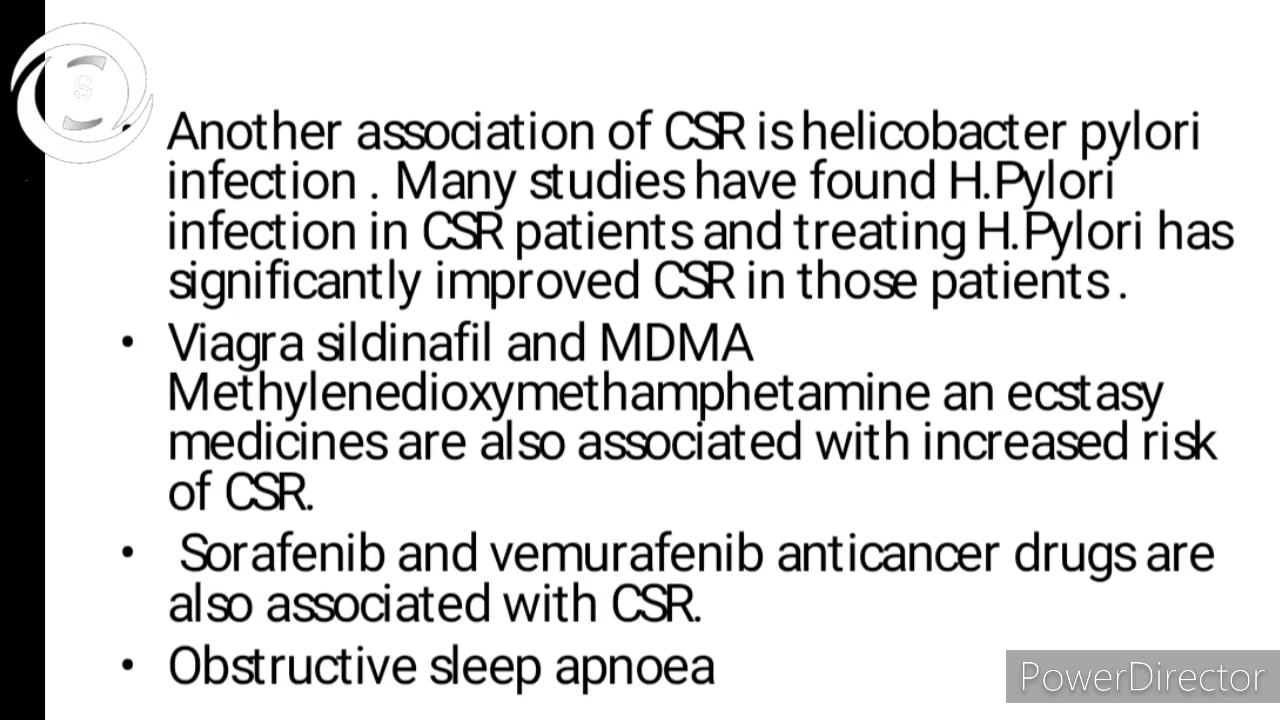 S
• Another association of CSR is helicobacter pylori
infection . Many studies have found H.Pylori
infection in CSR patients and treating H.Pylori has
significantly improved CSR in those patients .
• Viagra sildinafil and MDMA
Methylenedioxymethamphetamine an ecstasy
medicines are also associated with increased risk
of CSR.
• Sorafenib and vemurafenib anticancer drugs are
also associated with CSR.
• Obstructive sleep apnoea
PowerDirector